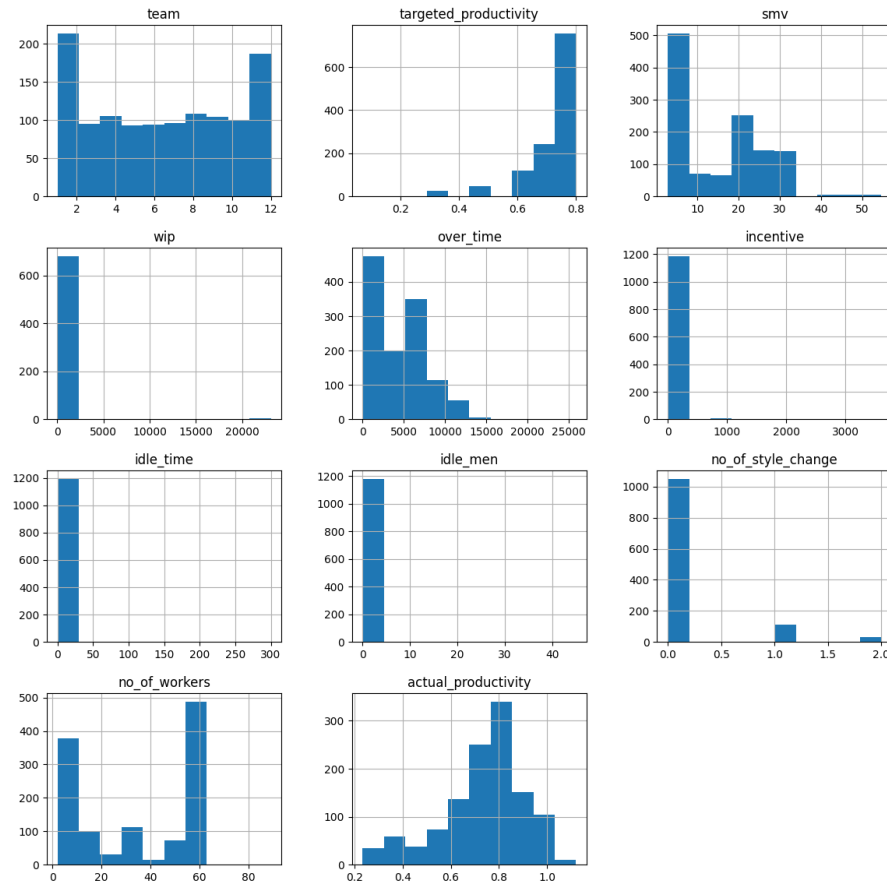 team
200
150
100
50
0
2 4 6 8 10 12
targeted_productivity
600
400
200
0
0.2 0.4 0.6 0.8
smv
500
400
300
200
100
0
10 20 30 40 50
wip
600
400
200
0
0 5000 10000 15000 20000
over_time
400
300
200
100
0
0 5000 10000 15000 20000 25000
incentive
1200
1000
800
600
400
200
0
0 1000 2000 3000
idle_time
1200
1000
800
600
400
200
0
0 50 100 150 200 250 300
idle_men
1200
1000
800
600
400
200
0
0 10 20 30 40
no_of_style_change
1000
800
600
400
200
0
0.0 0.5 1.0 1.5 2.0
no_of_workers
500
400
300
200
100
0
0 20 40 60 80
actual_productivity
300
200
100
0
0.2 0.4 0.6 0.8 1.0